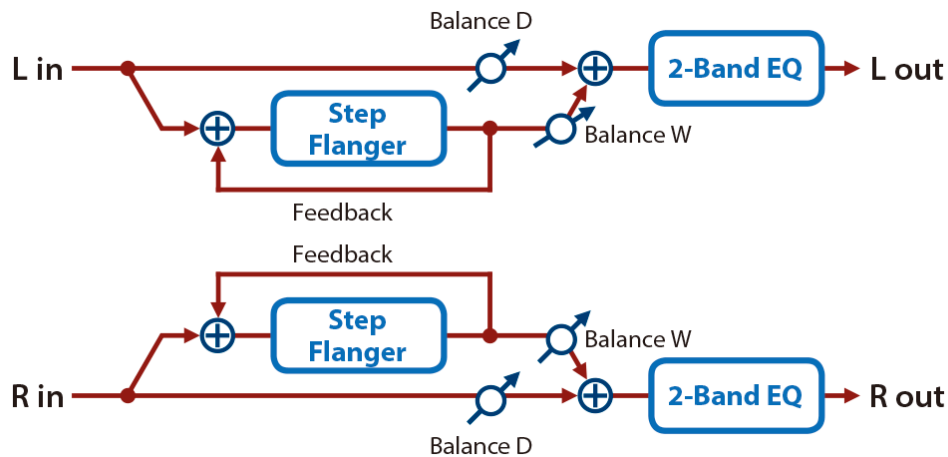 Balance D
L in
2-Band EQ
L out
Step
Flanger
Balance W
Feedback
Feedback
Step
Flanger
Balance W
R in
2-Band EQ
R out
Balance D